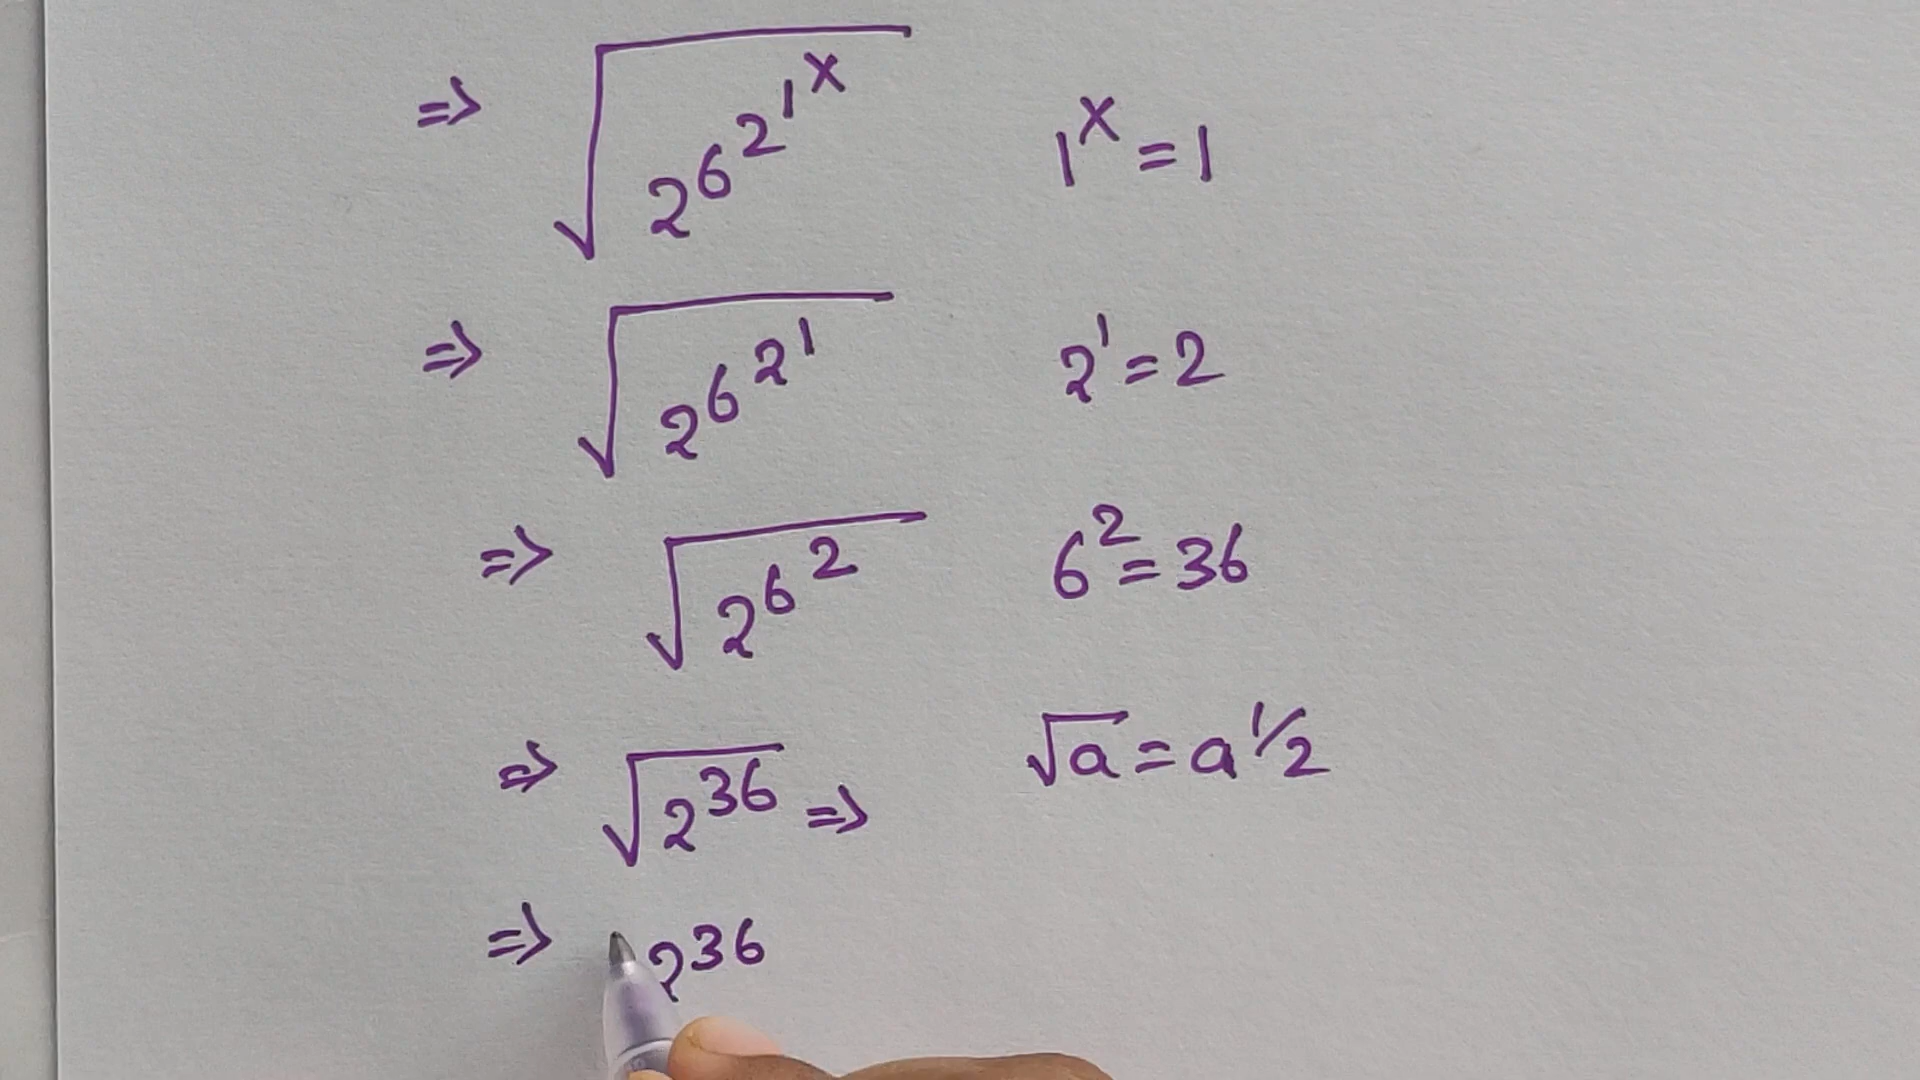 ⇒ √2^6^2^1^x 1^x = 1
⇒ √2^6^2^1 2^1 = 2
⇒ √2^6^2 6^2 = 36
⇒ √2^36 ⇒ √a = a^1/2
⇒ 2^36